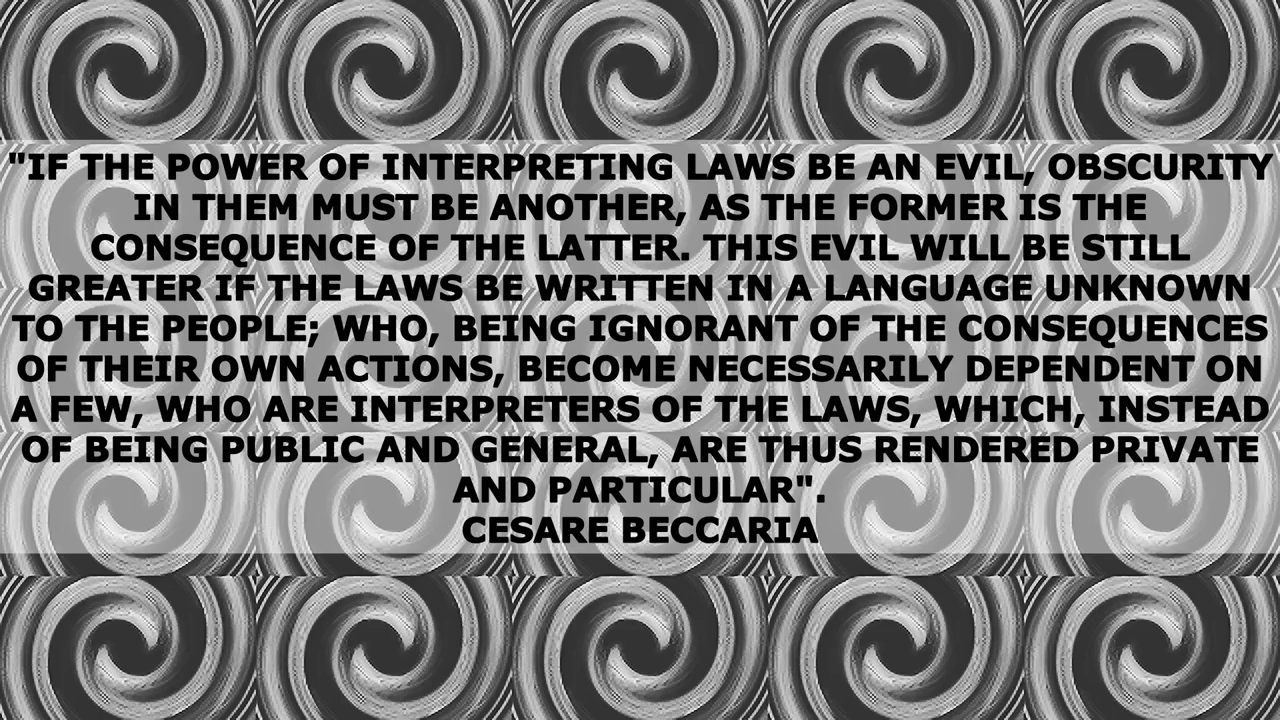 "IF THE POWER OF INTERPRETING LAWS BE AN EVIL, OBSCURITY
IN THEM MUST BE ANOTHER, AS THE FORMER IS THE
CONSEQUENCE OF THE LATTER. THIS EVIL WILL BE STILL
GREATER IF THE LAWS BE WRITTEN IN A LANGUAGE UNKNOWN
TO THE PEOPLE; WHO, BEING IGNORANT OF THE CONSEQUENCES
OF THEIR OWN ACTIONS, BECOME NECESSARILY DEPENDENT ON
A FEW, WHO ARE INTERPRETERS OF THE LAWS, WHICH, INSTEAD
OF BEING PUBLIC AND GENERAL, ARE THUS RENDERED PRIVATE
AND PARTICULAR".
CESARE BECCARIA